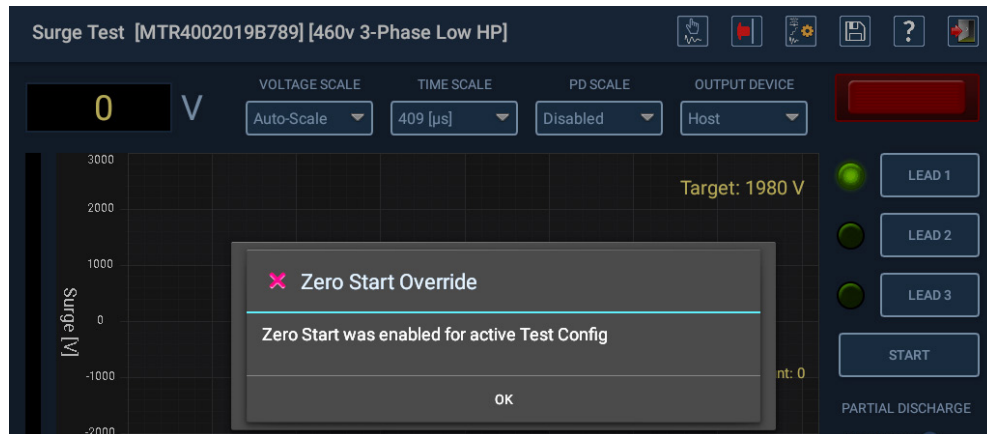 Surge Test [MTR4002019B789] [460v 3-Phase Low HP]
?
VOLTAGE SCALE TIME SCALE PD SCALE OUTPUT DEVICE
0 V Auto-Scale 409 [µs] Disabled Host
3000
Target: 1980 V
LEAD 1
2000
LEAD 2
1000
Zero Start Override
LEAD 3
Surge [V]
0
Zero Start was enabled for active Test Config
START
-1000
nt: 0
OK
PARTIAL DISCHARGE
-2000